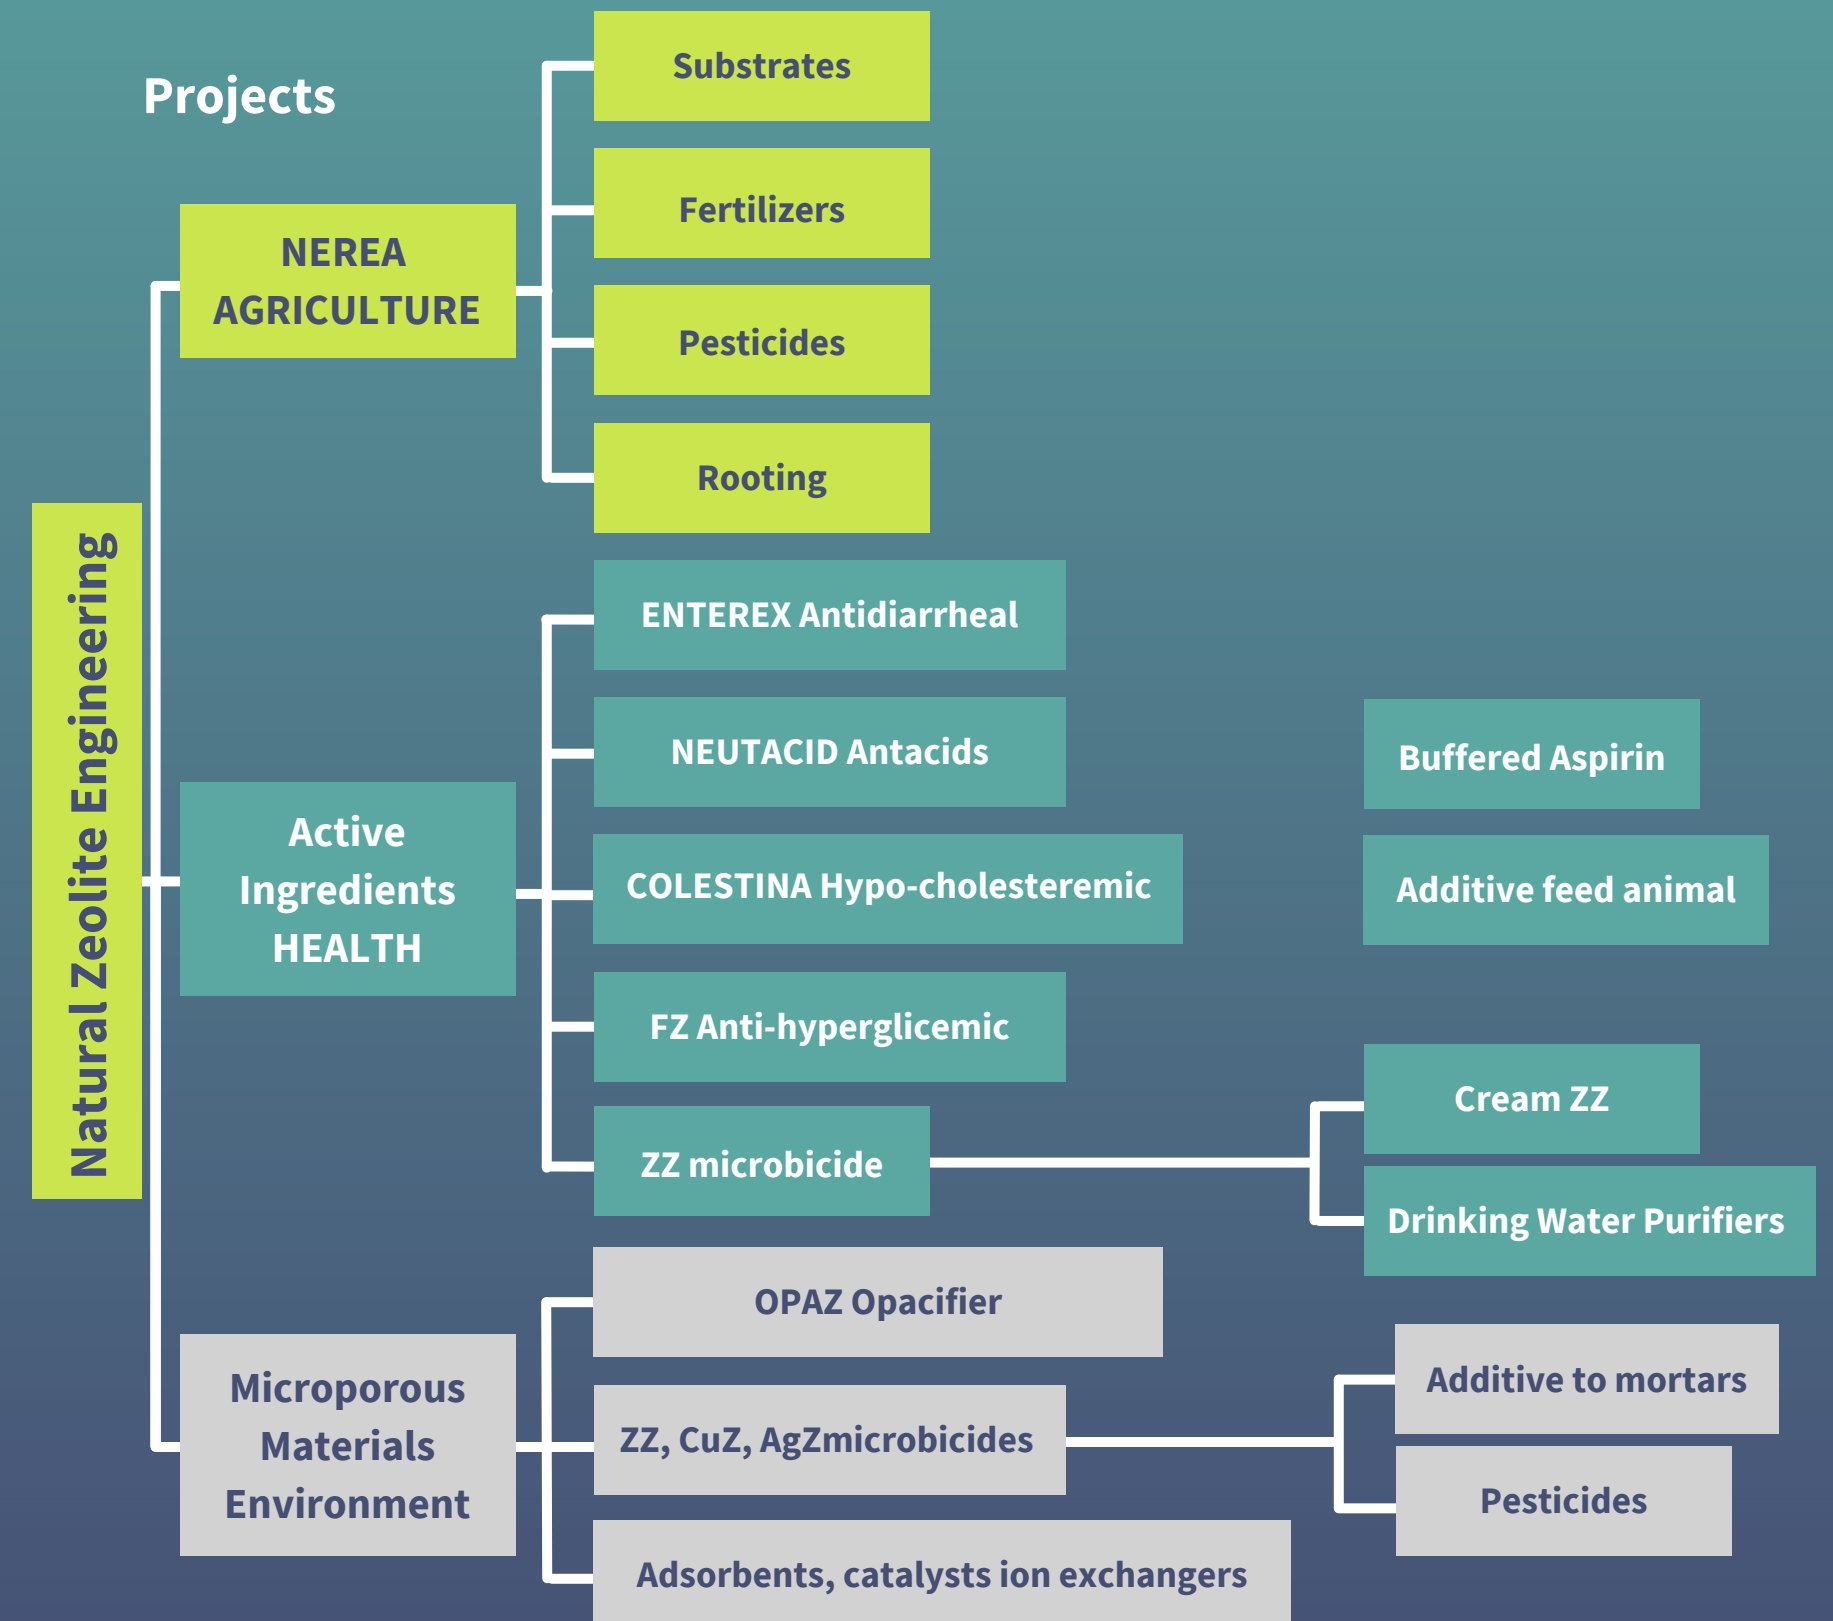 Projects
Natural Zeolite Engineering
NEREA
AGRICULTURE
Substrates
Fertilizers
Pesticides
Rooting
Active
Ingredients
HEALTH
ENTEREX Antidiarrheal
NEUTACID Antacids
Buffered Aspirin
COLESTINA Hypo-cholesteremic
Additive feed animal
FZ Anti-hyperglicemic
ZZ microbicide
Cream ZZ
Drinking Water Purifiers
Microporous
Materials
Environment
OPAZ Opacifier
ZZ, CuZ, AgZmicrobicides
Additive to mortars
Pesticides
Adsorbents, catalysts ion exchangers